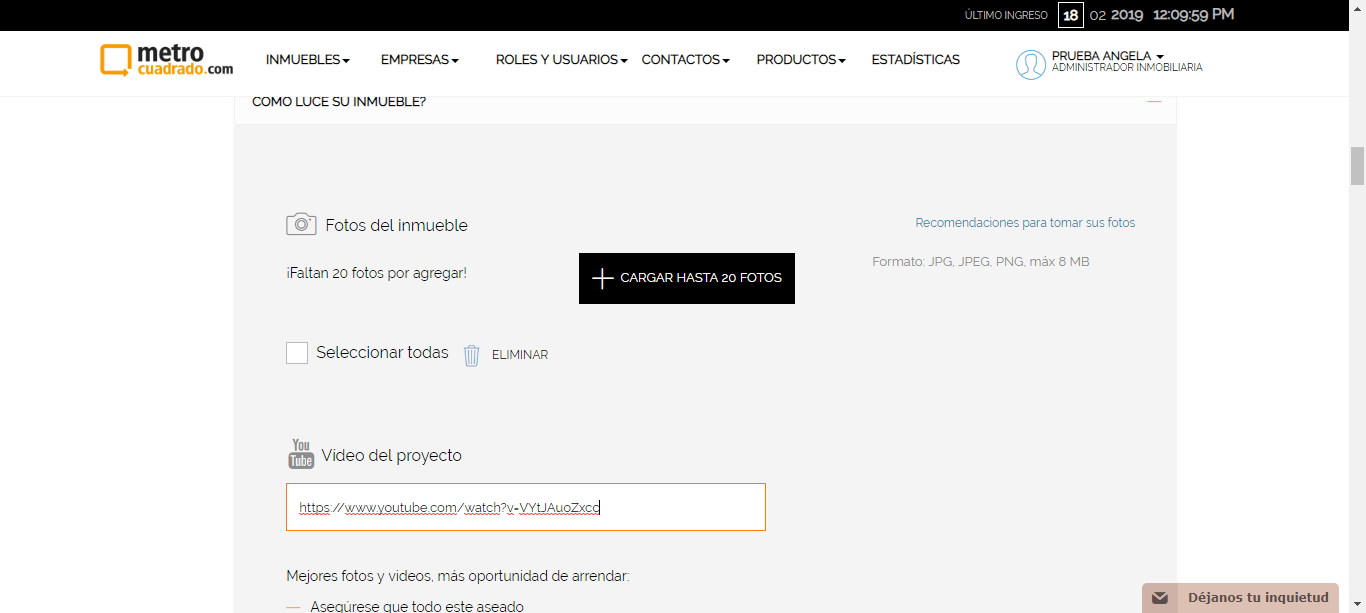 ÚLTIMO INGRESO 18 02 2019 12:09:59 PM
metro
cuadrado.com
INMUEBLES EMPRESAS ROLES Y USUARIOS CONTACTOS PRODUCTOS ESTADÍSTICAS
PRUEBA ANGELA
ADMINISTRADOR INMOBILIARIA
COMO LUCE SU INMUEBLE?
Fotos del inmueble
Recomendaciones para tomar sus fotos
¡Faltan 20 fotos por agregar!
CARGAR HASTA 20 FOTOS
Formato: JPG, JPEG, PNG, máx 8 MB
Seleccionar todas
ELIMINAR
You
Tube
Video del proyecto
https://www.youtube.com/watch?v=VYtJAuoZxcc
Mejores fotos y videos, más oportunidad de arrendar:
Asegúrese que todo este aseado
Déjanos tu inquietud